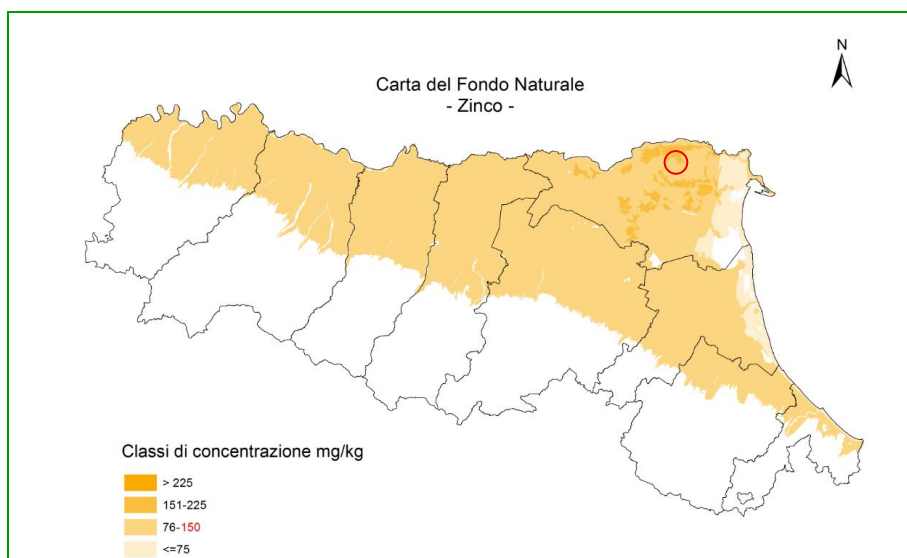 N
Carta del Fondo Naturale
- Zinco -
Classi di concentrazione mg/kg
> 225
151-225
76-150
<=75